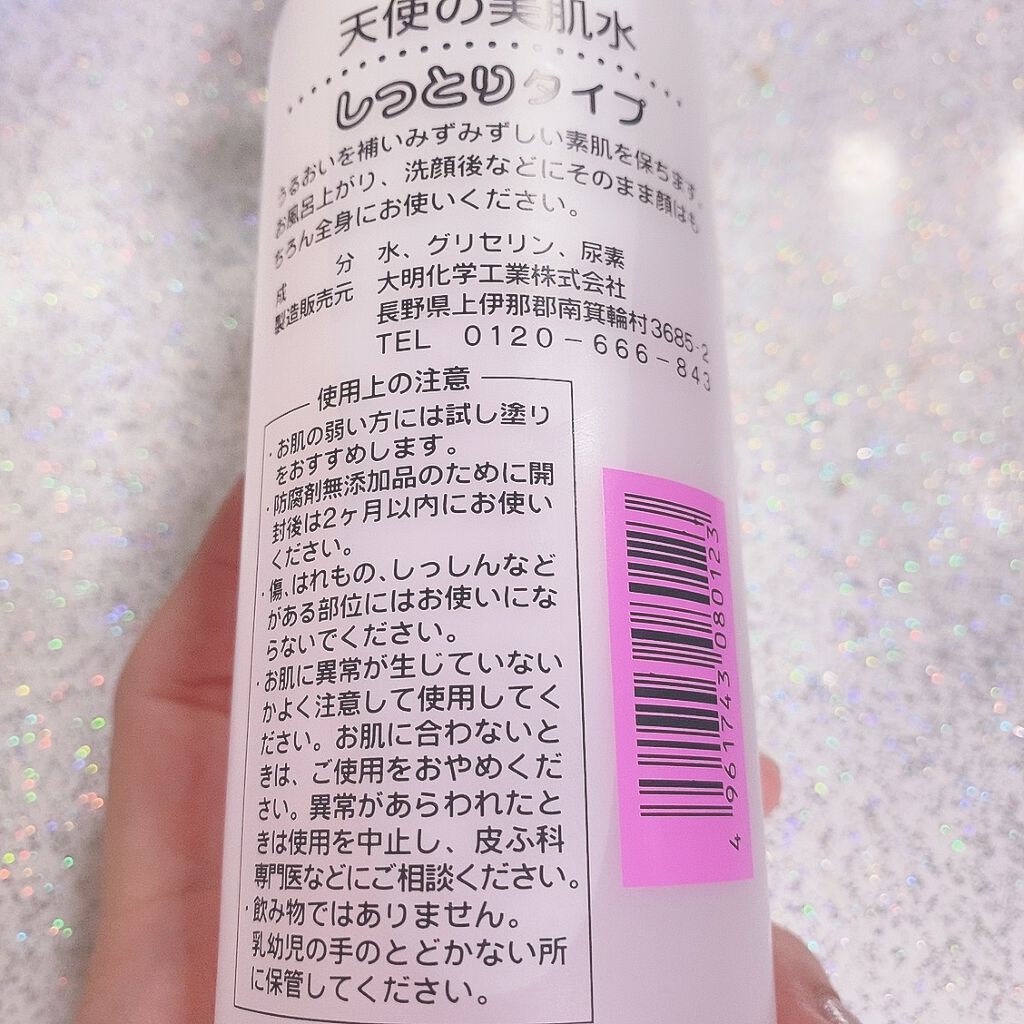 天使の美肌水
しっとりタイプ
うるおいを補いみずみずしい素肌を保ちます。
お風呂上がり、洗顔後などにそのまま顔はも
ちろん全身にお使いください。
成　分　水、グリセリン、尿素
製造販売元　大明化学工業株式会社
長野県上伊那郡南箕輪村3685-2
TEL　0120－666－843
使用上の注意
・お肌の弱い方には試し塗り
をおすすめします。
・防腐剤無添加品のために開
封後は2ヶ月以内にお使い
ください。
・傷、はれもの、しっしんなど
がある部位にはお使いにな
らないでください。
・お肌に異常が生じていない
かよく注意して使用してく
ださい。お肌に合わないと
きは、ご使用をおやめくだ
さい。異常があらわれたと
きは使用を中止し、皮ふ科
専門医などにご相談ください。
・飲み物ではありません。
乳幼児の手のとどかない所
に保管してください。
4 961743 080123